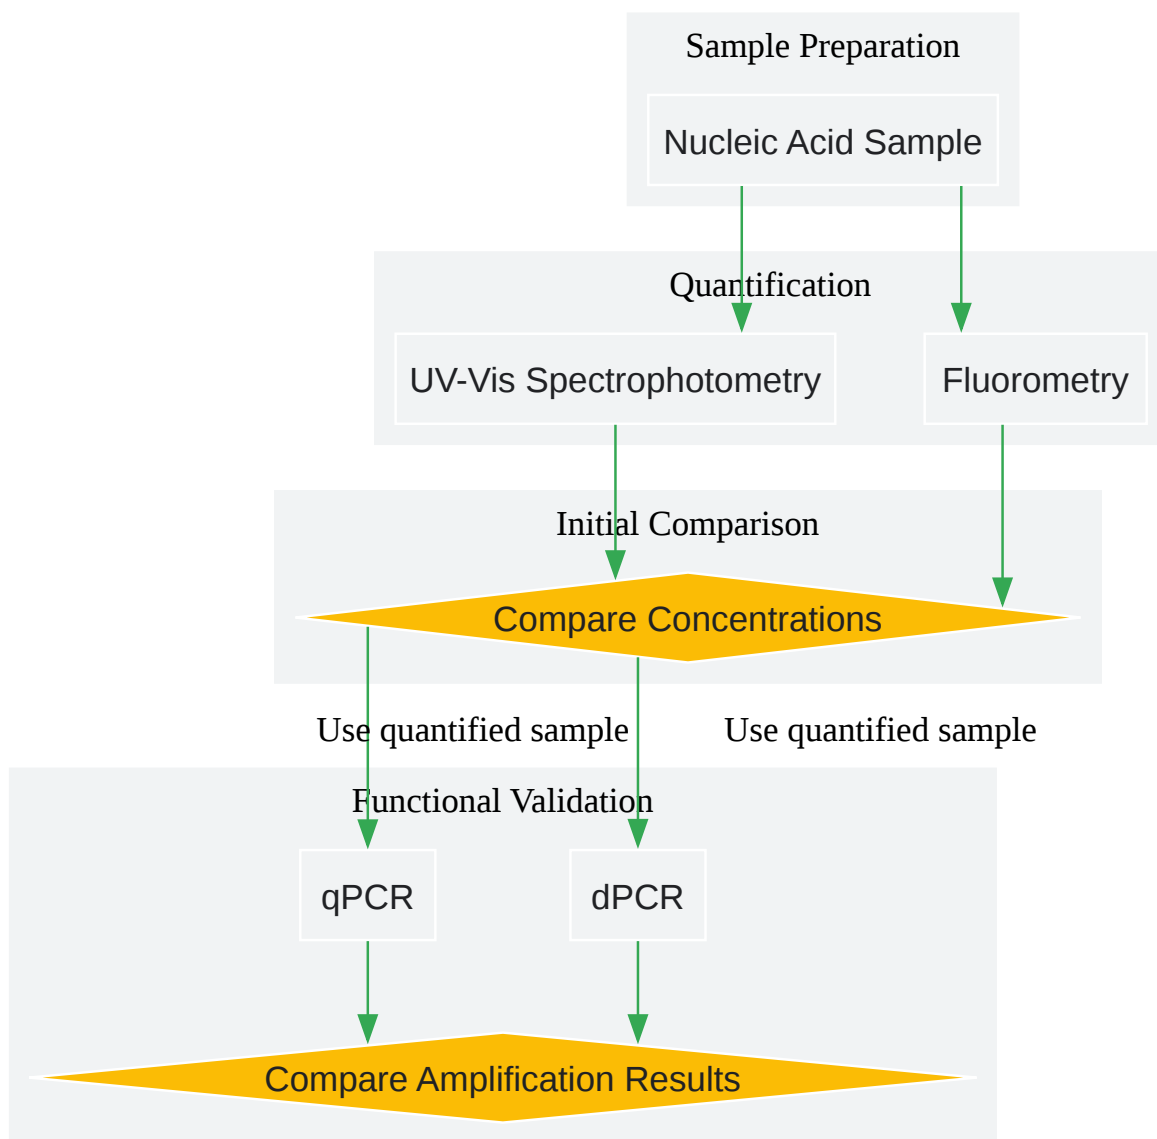 Sample Preparation
Nucleic Acid Sample
Quantification
UV-Vis Spectrophotometry
Fluorometry
Initial Comparison
Compare Concentrations
Use quantified sample
Use quantified sample
Functional Validation
qPCR
dPCR
Compare Amplification Results